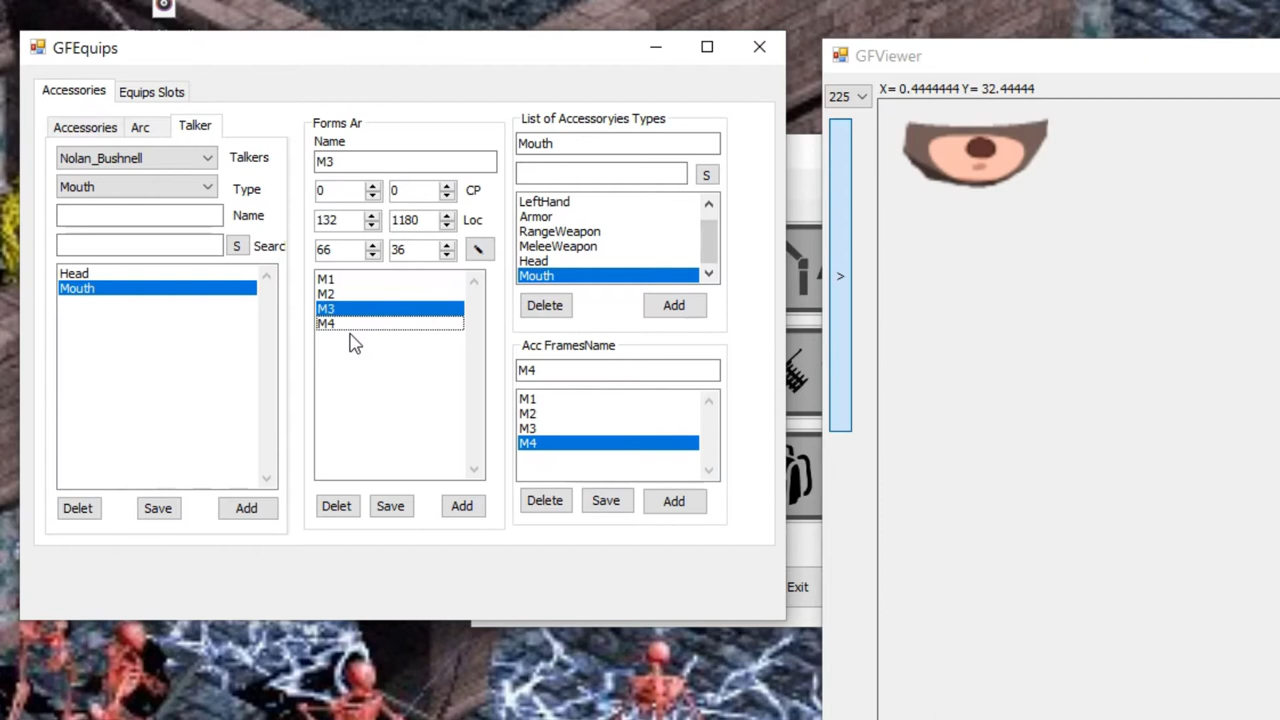 GFEquips
Accessories
Equips Slots
Accessories
Arc
Talker
Nolan_Bushnell
Talkers
Mouth
Type
Name
S
Searc
Head
Mouth
Delet
Save
Add
Forms Ar
Name
M3
0
0
CP
132
1180
Loc
66
36
M1
M2
M3
M4
Delet
Save
Add
List of Accessoryies Types
Mouth
S
LeftHand
Armor
RangeWeapon
MeleeWeapon
Head
Mouth
Delete
Add
Acc FramesName
M4
M1
M2
M3
M4
Delete
Save
Add
Exit
GFViewer
225
X= 0.4444444 Y= 32.44444
>